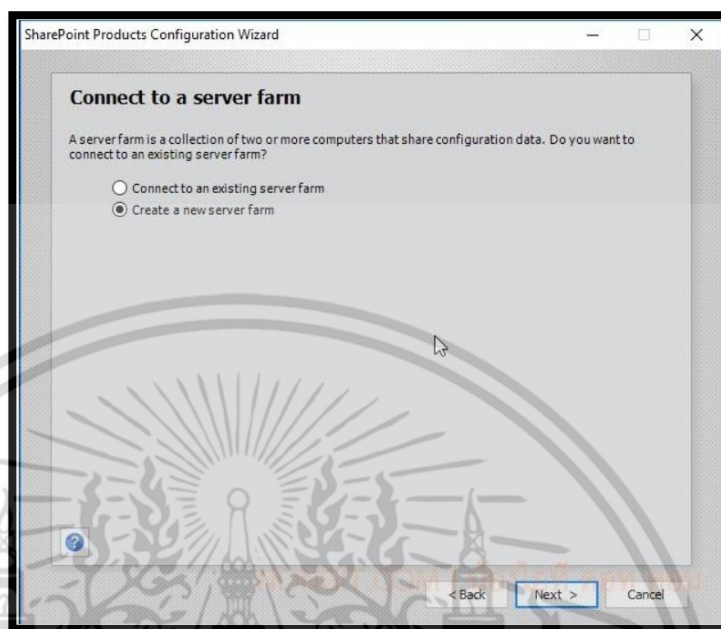 SharePoint Products Configuration Wizard
Connect to a server farm
A server farm is a collection of two or more computers that share configuration data. Do you want to
connect to an existing server farm?
Connect to an existing server farm
Create a new server farm
< Back Next > Cancel